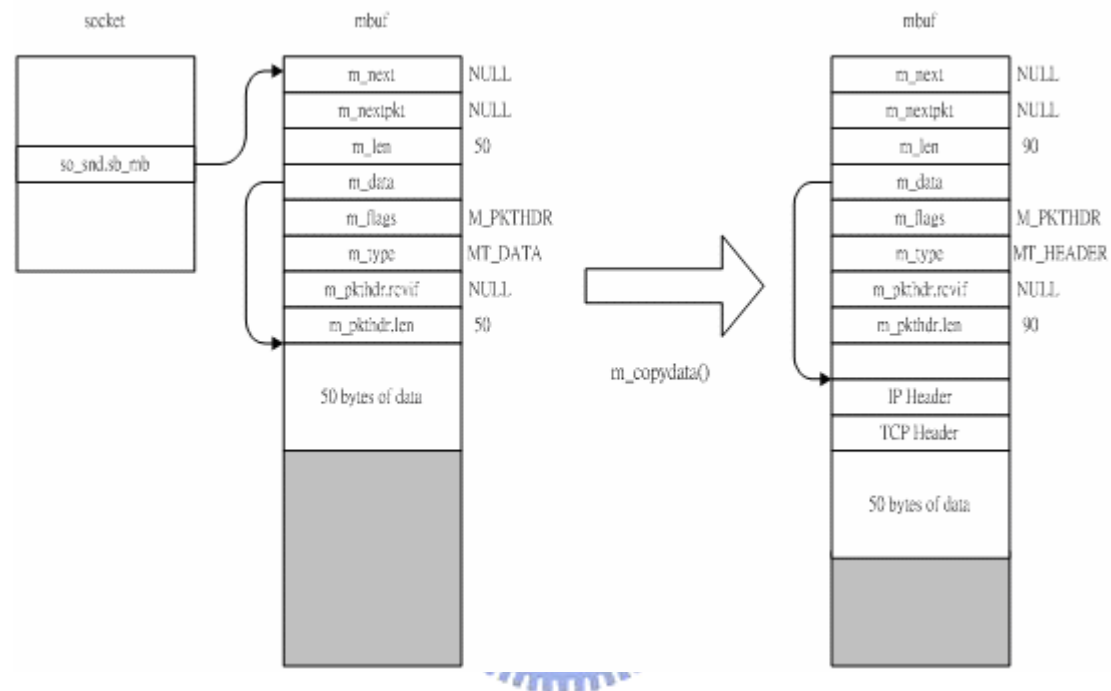 socket
so_snd.sb_mb
mbuf
m_next NULL
m_nextpkt NULL
m_len 50
m_data
m_flags M_PKTHDR
m_type MT_DATA
m_pkthdr.rcvif NULL
m_pkthdr.len 50
50 bytes of data
m_copydata()
mbuf
m_next NULL
m_nextpkt NULL
m_len 90
m_data
m_flags M_PKTHDR
m_type MT_HEADER
m_pkthdr.rcvif NULL
m_pkthdr.len 90
IP Header
TCP Header
50 bytes of data